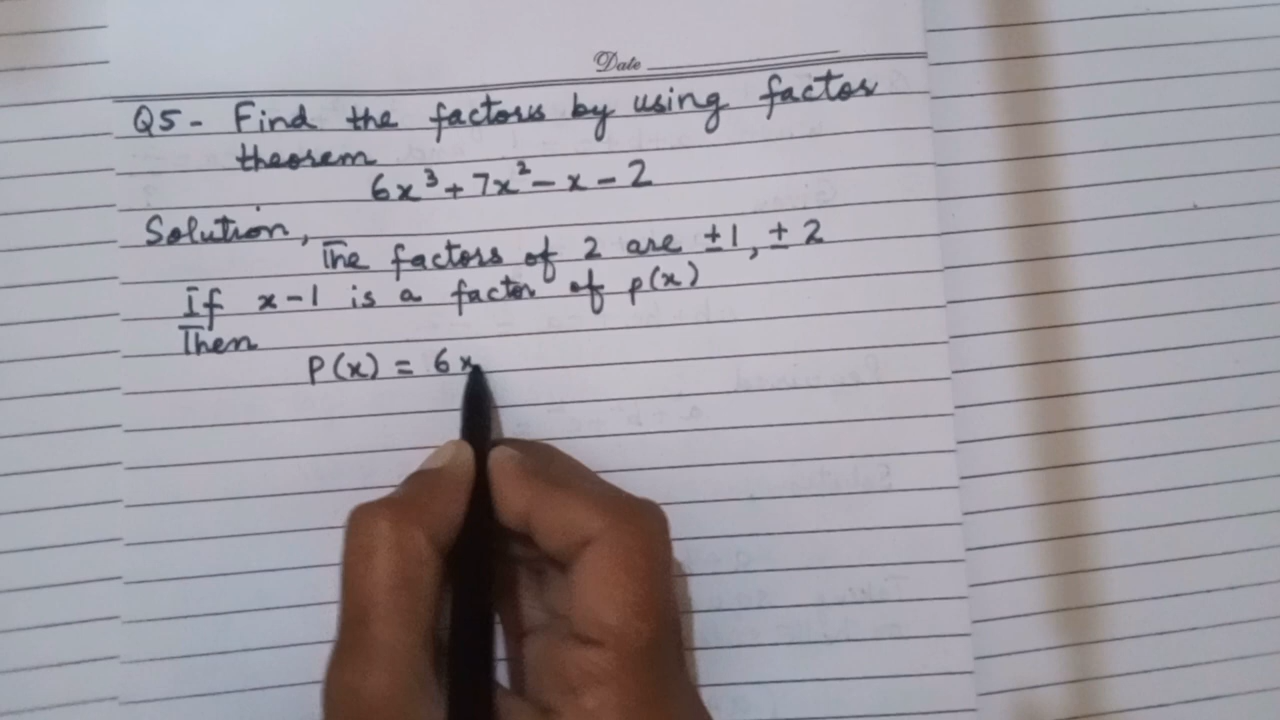 Date
Q5- Find the factors by using factor
theorem
6x³+7x²-x-2
Solution,
The factors of 2 are ±1, ±2
If x-1 is a factor of p(x)
Then
P(x) = 6x